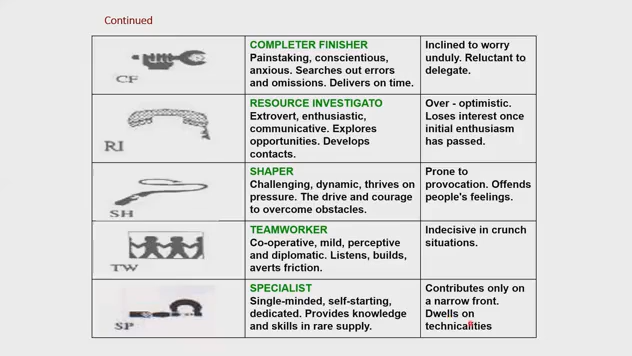 Continued
CF
COMPLETER FINISHER
Painstaking, conscientious,
anxious. Searches out errors
and omissions. Delivers on time.
Inclined to worry
unduly. Reluctant to
delegate.
RI
RESOURCE INVESTIGATO
Extrovert, enthusiastic,
communicative. Explores
opportunities. Develops
contacts.
Over - optimistic.
Loses interest once
initial enthusiasm
has passed.
SH
SHAPER
Challenging, dynamic, thrives on
pressure. The drive and courage
to overcome obstacles.
Prone to
provocation. Offends
people's feelings.
TW
TEAMWORKER
Co-operative, mild, perceptive
and diplomatic. Listens, builds,
averts friction.
Indecisive in crunch
situations.
SP
SPECIALIST
Single-minded, self-starting,
dedicated. Provides knowledge
and skills in rare supply.
Contributes only on
a narrow front.
Dwells on
technicalities